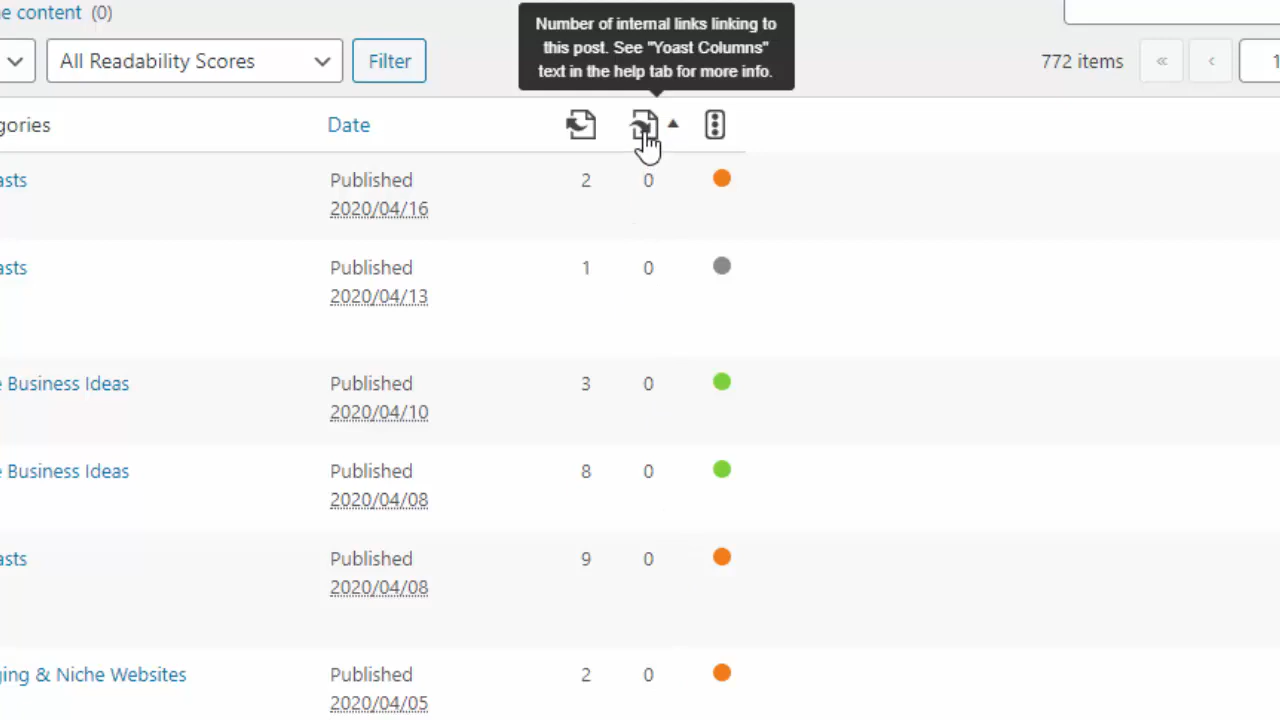 e content (0)
Number of internal links linking to
this post. See "Yoast Columns"
text in the help tab for more info.
All Readability Scores
Filter
772 items
«
‹
1
gories
Date
asts
Published
2 0
2020/04/16
asts
Published
1 0
2020/04/13
e Business Ideas
Published
3 0
2020/04/10
e Business Ideas
Published
8 0
2020/04/08
asts
Published
9 0
2020/04/08
ging & Niche Websites
Published
2 0
2020/04/05